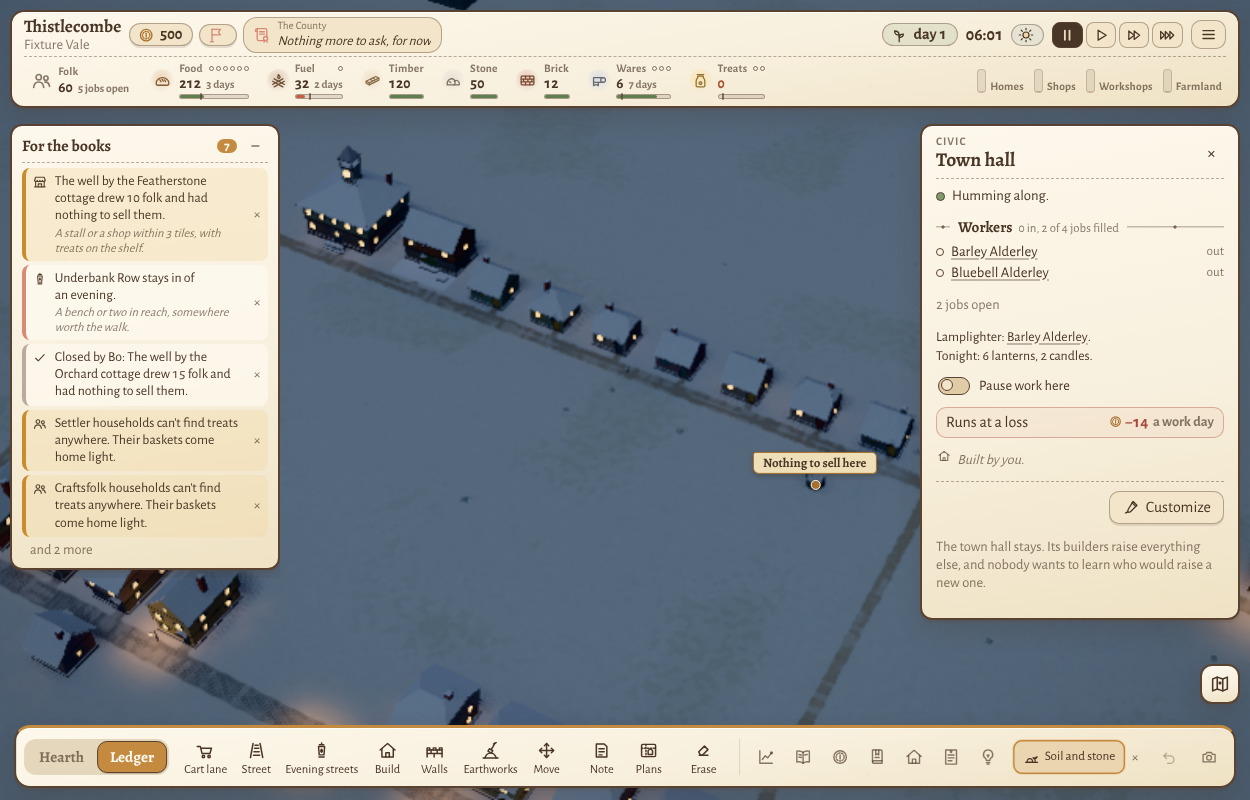 Thistlecombe
Fixture Vale
500
The County
Nothing more to ask, for now
day 1
06:01
Folk
60 5 jobs open
Food
212 3 days
Fuel
32 2 days
Timber
120
Stone
50
Brick
12
Wares
6 7 days
Treats
0
Homes
Shops
Workshops
Farmland
For the books
7
The well by the Featherstone
cottage drew 10 folk and had
nothing to sell them.
A stall or a shop within 3 tiles, with
treats on the shelf.
Underbank Row stays in of
an evening.
A bench or two in reach, somewhere
worth the walk.
Closed by Bo: The well by the
Orchard cottage drew 15 folk and
had nothing to sell them.
Settler households can't find treats
anywhere. Their baskets come
home light.
Craftsfolk households can't find
treats anywhere. Their baskets
come home light.
and 2 more
Nothing to sell here
CIVIC
Town hall
Humming along.
Workers 0 in, 2 of 4 jobs filled
Barley Alderley out
Bluebell Alderley out
2 jobs open
Lamplighter: Barley Alderley.
Tonight: 6 lanterns, 2 candles.
Pause work here
Runs at a loss −14 a work day
Built by you.
Customize
The town hall stays. Its builders raise everything
else, and nobody wants to learn who would raise a
new one.
Hearth
Ledger
Cart lane
Street
Evening streets
Build
Walls
Earthworks
Move
Note
Plans
Erase
Soil and stone